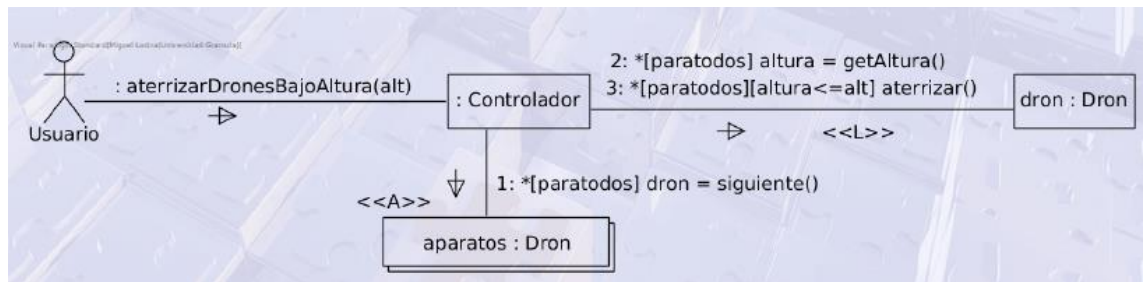 2: *[paratodos] altura = getAltura()
: aterrizarDronesBajoAltura(alt)
: Controlador
3: *[paratodos][altura<=alt] aterrizar()
dron : Dron
Usuario
<<L>>
1: *[paratodos] dron = siguiente()
<<A>>
aparatos : Dron